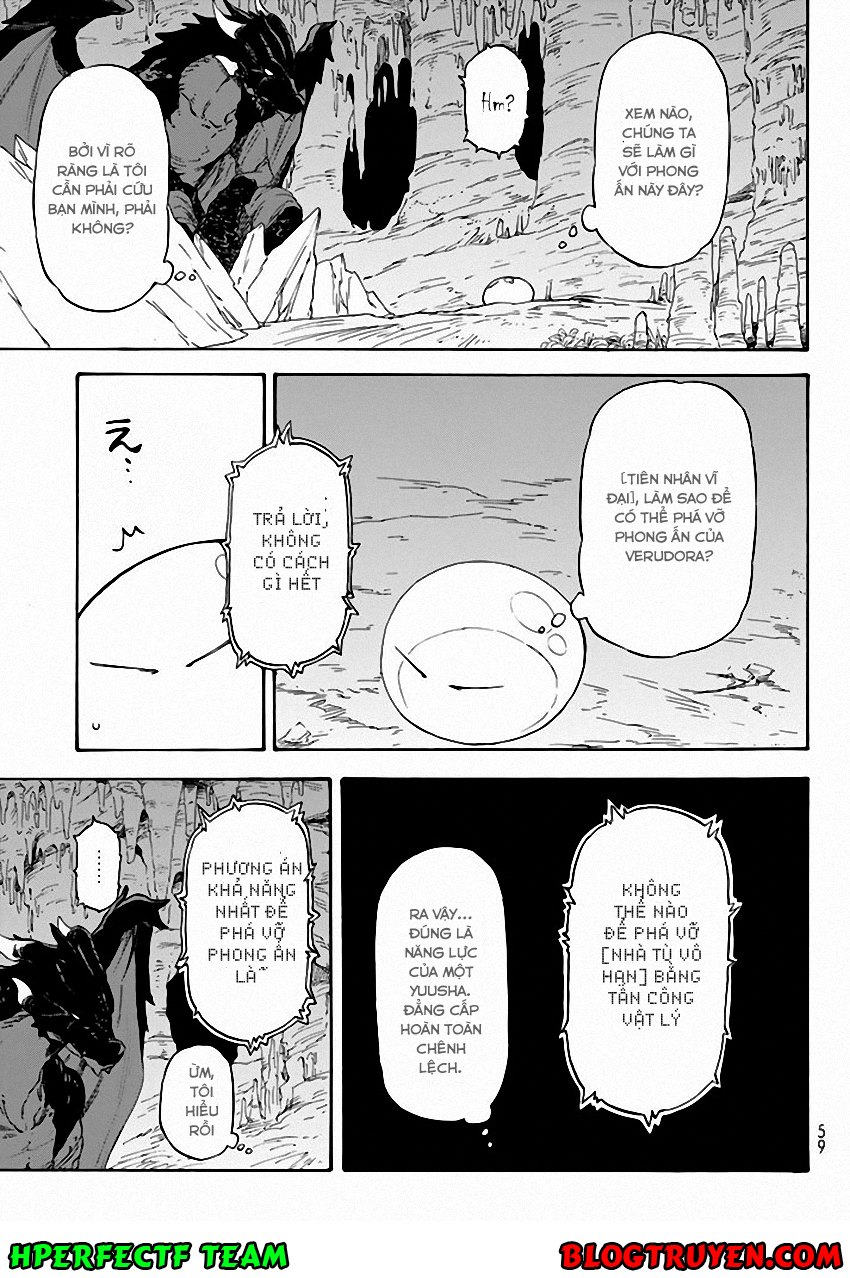 XEM NÀO,
CHÚNG TA
SẼ LÀM GÌ
VỚI PHONG
ẤN NÀY ĐÂY?
Hm?
BỞI VÌ RÕ
RÀNG LÀ TÔI
CẦN PHẢI CỨU
BẠN MÌNH, PHẢI
KHÔNG?
[TIÊN NHÂN VĨ
ĐẠI], LÀM SAO ĐỂ
CÓ THỂ PHÁ VỠ
PHONG ẤN CỦA
VERUDORA?
TRẢ LỜI,
KHÔNG
CÓ CÁCH
GÌ HẾT
え…
KHÔNG
THỂ NÀO
ĐỂ PHÁ VỠ
[NHÀ TÙ VÔ
HẠN] BẰNG
TẤN CÔNG
VẬT LÝ
RA VẬY...
ĐÚNG LÀ
NĂNG LỰC
CỦA MỘT
YUUSHA.
ĐẲNG CẤP
HOÀN TOÀN
CHÊNH
LỆCH.
PHƯƠNG ÁN
KHẢ NĂNG
NHẤT ĐỂ
PHÁ VỠ
PHONG ẤN
LÀ~
......
ỪM,
TÔI
HIỂU
RỒI
59
HPERFECTF TEAM
BLOGTRUYEN.COM